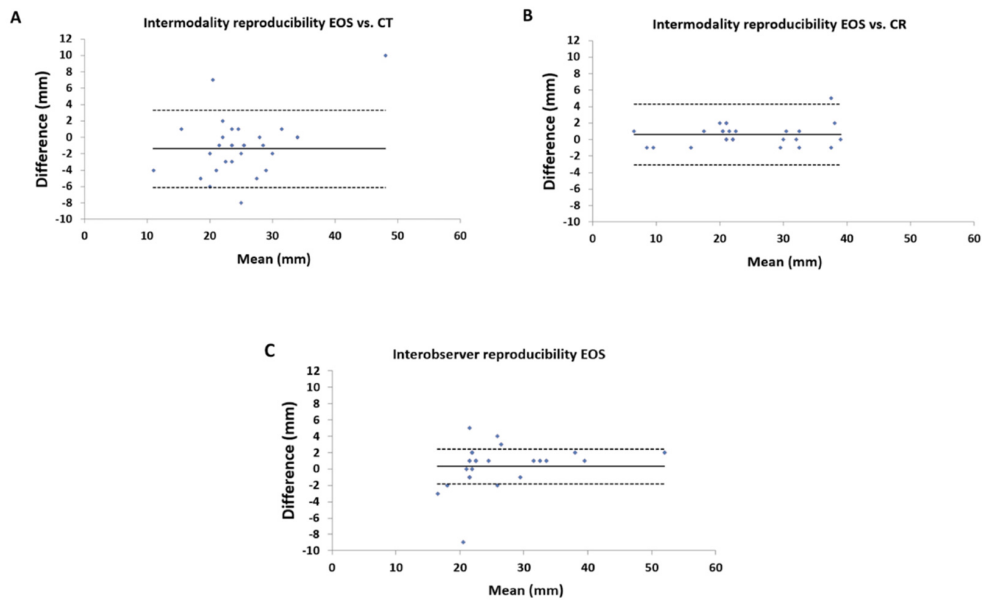 A
Intermodality reproducibility EOS vs. CT
Difference (mm)
12
10
8
6
4
2
0
-2
-4
-6
-8
-10
0 10 20 30 40 50 60
Mean (mm)
B
Intermodality reproducibility EOS vs. CR
Difference (mm)
12
10
8
6
4
2
0
-2
-4
-6
-8
-10
0 10 20 30 40 50 60
Mean (mm)
C
Interobserver reproducibility EOS
Difference (mm)
12
10
8
6
4
2
0
-2
-4
-6
-8
-10
0 10 20 30 40 50 60
Mean (mm)